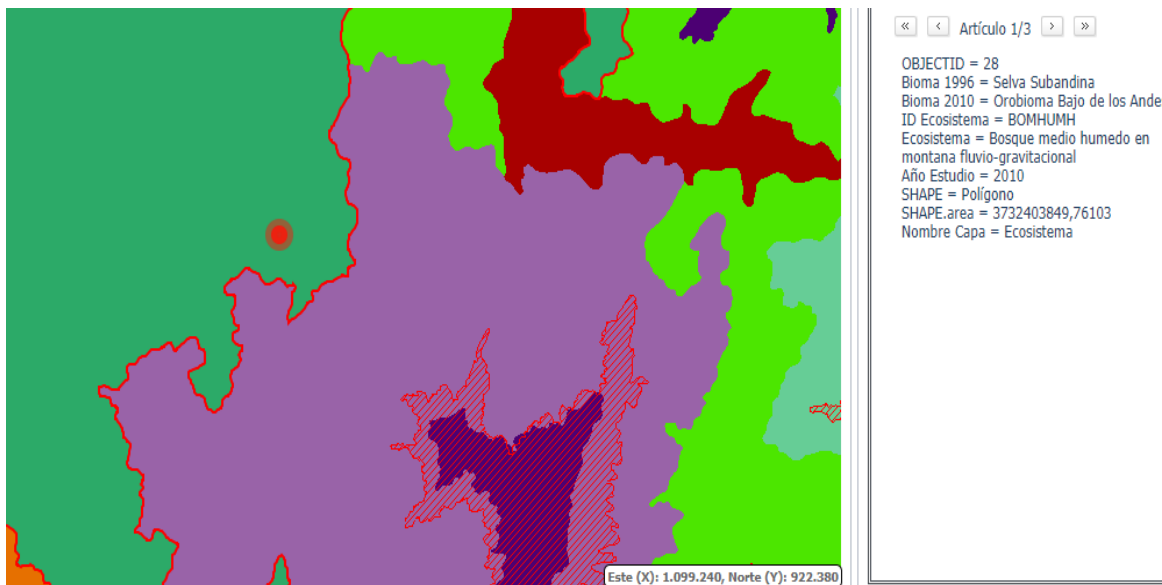 « ‹ Artículo 1/3 › »
OBJECTID = 28
Bioma 1996 = Selva Subandina
Bioma 2010 = Orobioma Bajo de los Ande
ID Ecosistema = BOMHUMH
Ecosistema = Bosque medio humedo en
montana fluvio-gravitacional
Año Estudio = 2010
SHAPE = Polígono
SHAPE.area = 3732403849,76103
Nombre Capa = Ecosistema
Este (X): 1.099.240, Norte (Y): 922.380